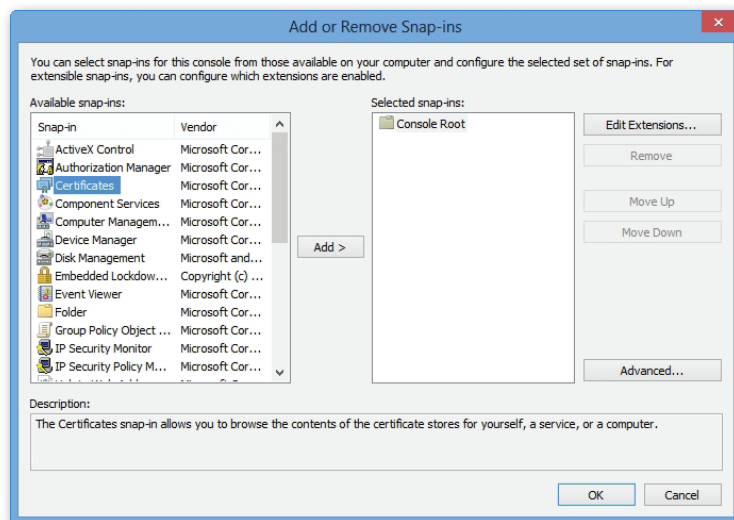 Add or Remove Snap-ins
You can select snap-ins for this console from those available on your computer and configure the selected set of snap-ins. For
extensible snap-ins, you can configure which extensions are enabled.
Available snap-ins:
Selected snap-ins:
Snap-in Vendor
ActiveX Control Microsoft Cor...
Authorization Manager Microsoft Cor...
Certificates Microsoft Cor...
Component Services Microsoft Cor...
Computer Managem... Microsoft Cor...
Device Manager Microsoft Cor...
Disk Management Microsoft and...
Embedded Lockdow... Copyright (c) ...
Event Viewer Microsoft Cor...
Folder Microsoft Cor...
Group Policy Object ... Microsoft Cor...
IP Security Monitor Microsoft Cor...
IP Security Policy M... Microsoft Cor...
Add >
Console Root
Edit Extensions...
Remove
Move Up
Move Down
Advanced...
Description:
The Certificates snap-in allows you to browse the contents of the certificate stores for yourself, a service, or a computer.
OK
Cancel